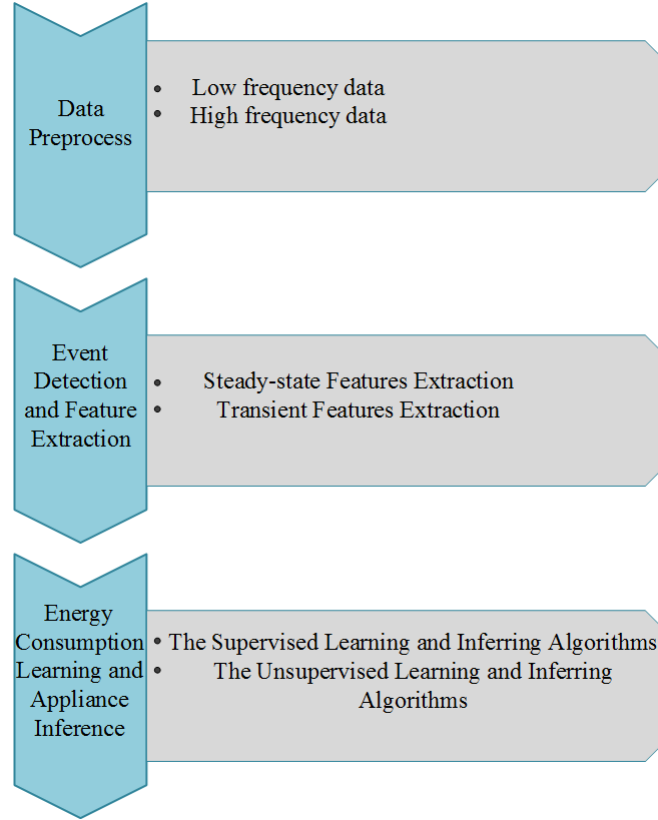 Data
Preprocess
• Low frequency data
• High frequency data
Event
Detection
and Feature
Extraction
• Steady-state Features Extraction
• Transient Features Extraction
Energy
Consumption
Learning and
Appliance
Inference
• The Supervised Learning and Inferring Algorithms
• The Unsupervised Learning and Inferring
Algorithms